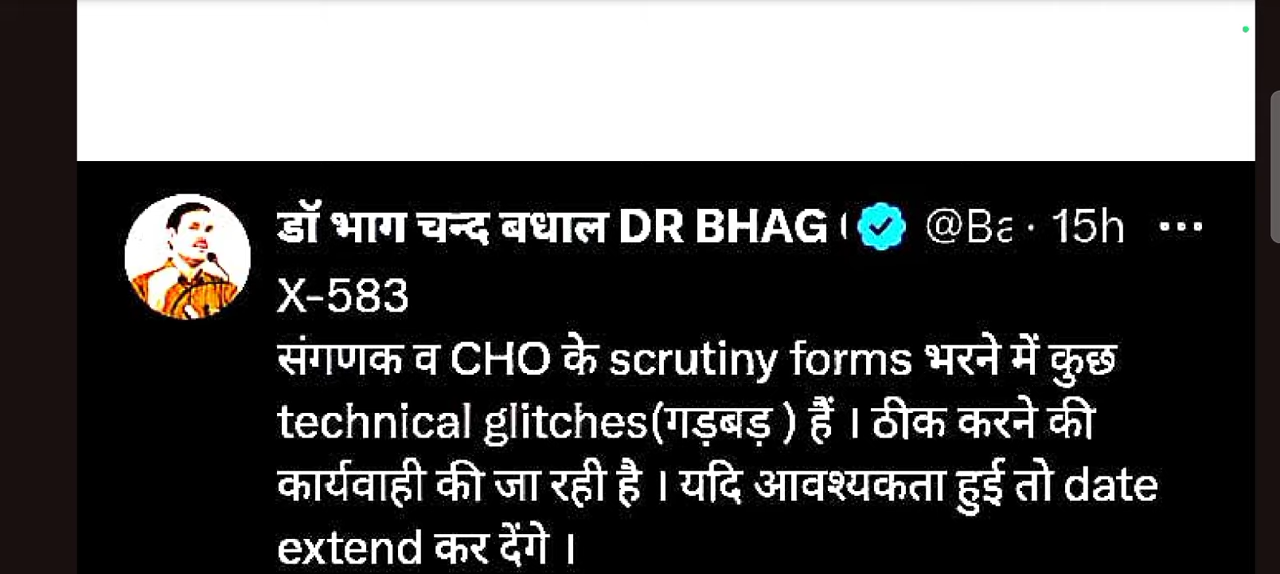 डॉ भाग चन्द बधाल DR BHAG ( @Ba · 15h
X-583
संगणक व CHO के scrutiny forms भरने में कुछ
technical glitches(गड़बड़ ) हैं । ठीक करने की
कार्यवाही की जा रही है । यदि आवश्यकता हुई तो date
extend कर देंगे ।